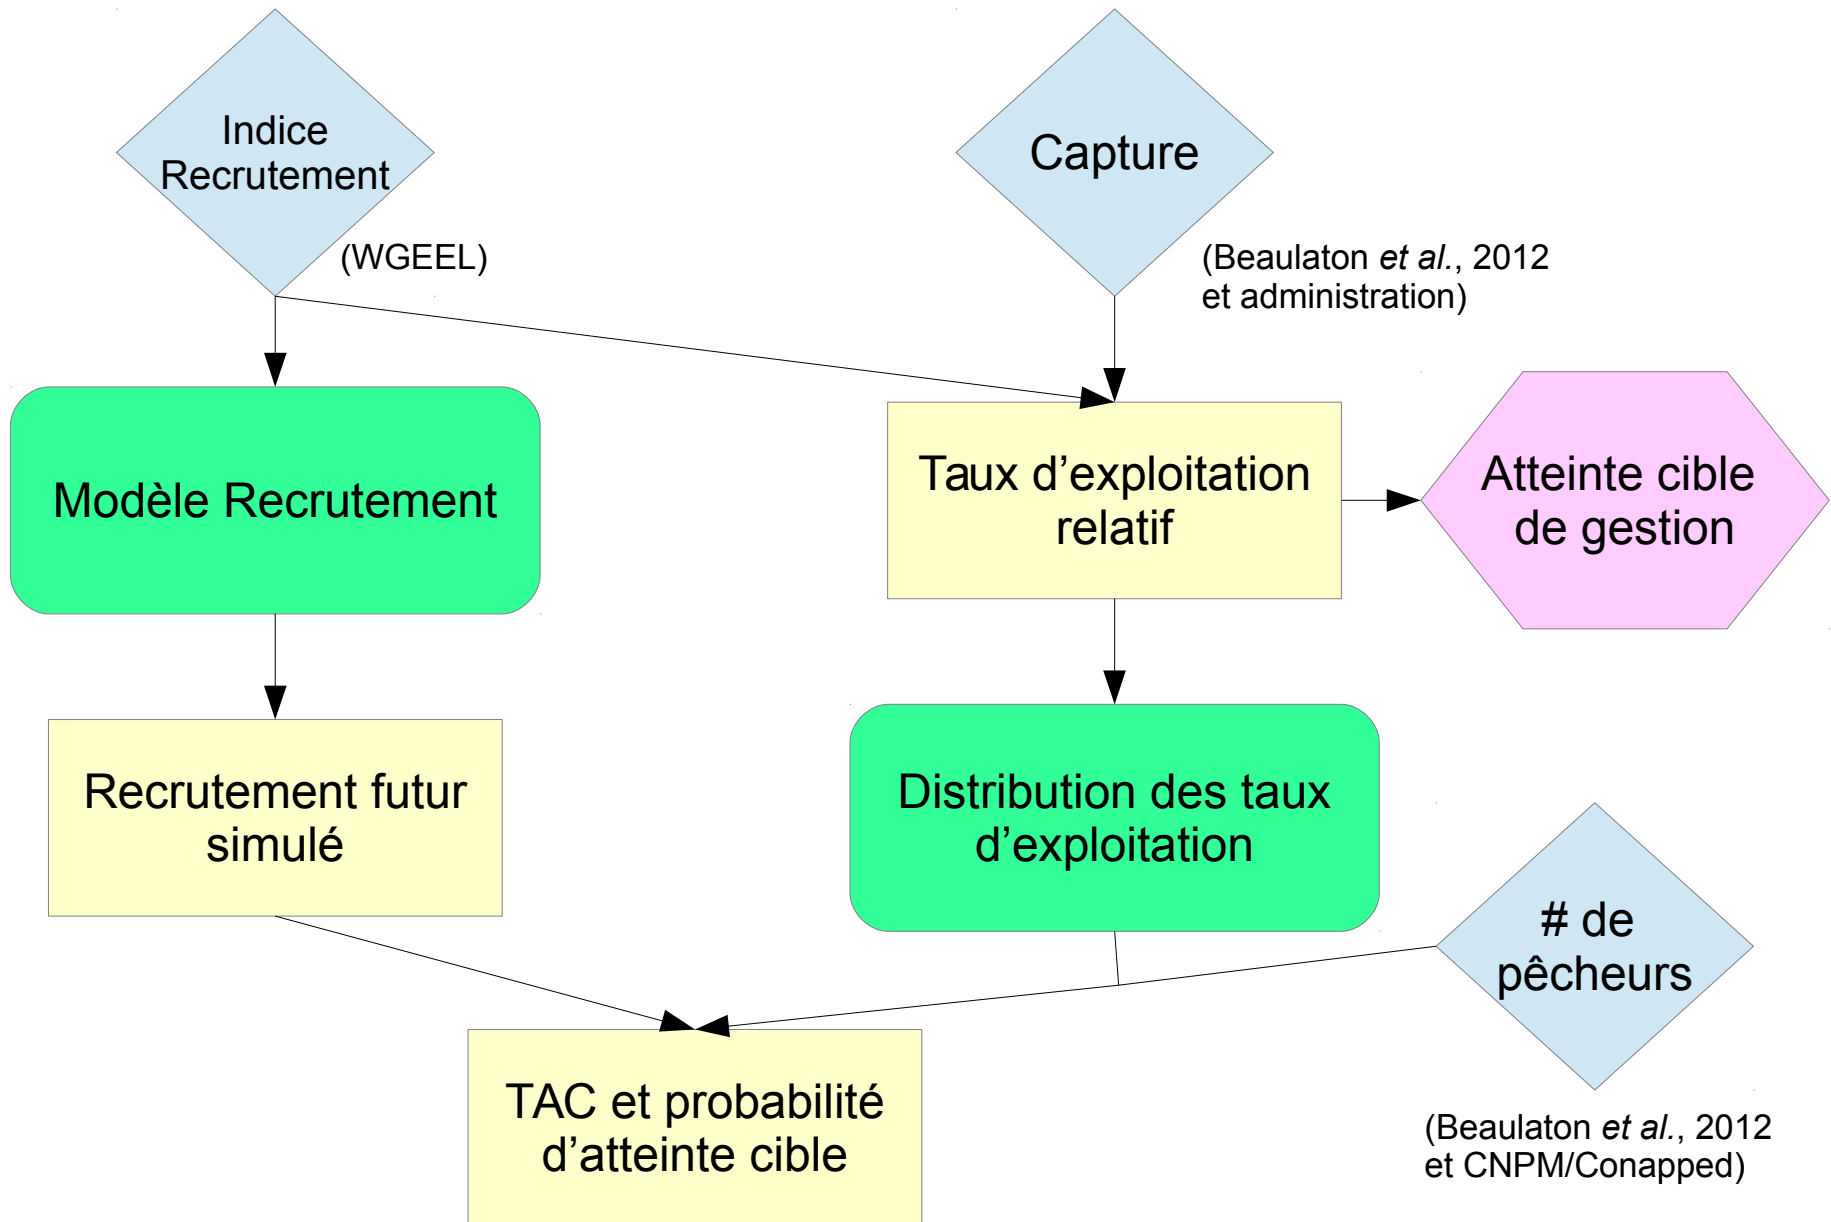 Indice
Recrutement
(WGEEL)
Capture
(Beaulaton et al., 2012
et administration)
Modèle Recrutement
Taux d’exploitation
relatif
Atteinte cible
de gestion
Recrutement futur
simulé
Distribution des taux
d’exploitation
# de
pêcheurs
(Beaulaton et al., 2012
et CNPM/Conapped)
TAC et probabilité
d’atteinte cible